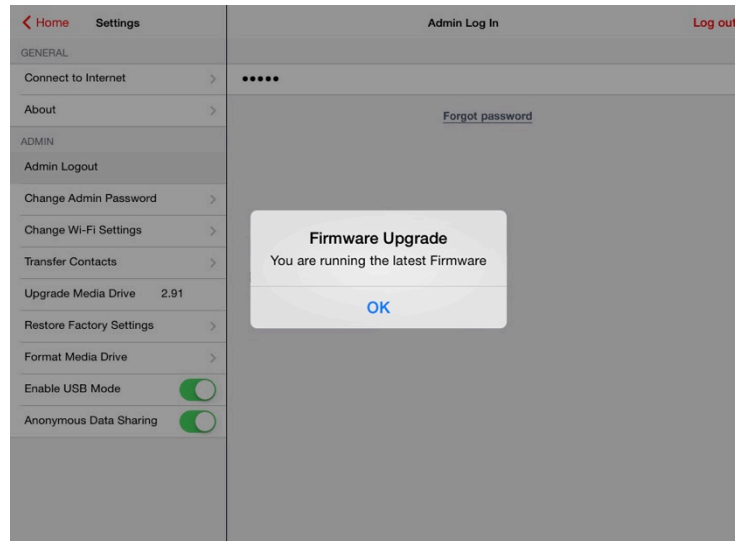 Home
Settings
Admin Log In
Log out
GENERAL
Connect to Internet
•••••
About
Forgot password
ADMIN
Admin Logout
Change Admin Password
Change Wi-Fi Settings
Transfer Contacts
Upgrade Media Drive 2.91
Restore Factory Settings
Format Media Drive
Enable USB Mode
Anonymous Data Sharing
Firmware Upgrade
You are running the latest Firmware
OK